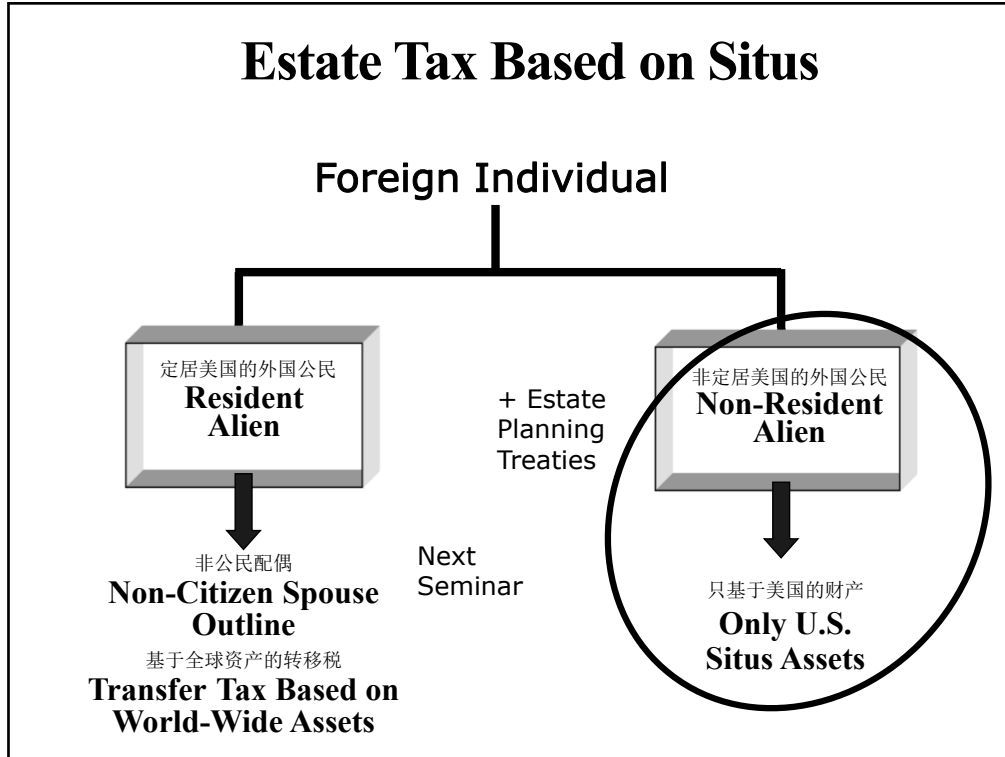 Estate Tax Based on Situs
Foreign Individual
定居美国的外国公民
Resident
Alien
非公民配偶
Non-Citizen Spouse
Outline
基于全球资产的转移税
Transfer Tax Based on
World-Wide Assets
+ Estate
Planning
Treaties
Next
Seminar
非定居美国的外国公民
Non-Resident
Alien
只基于美国的财产
Only U.S.
Situs Assets